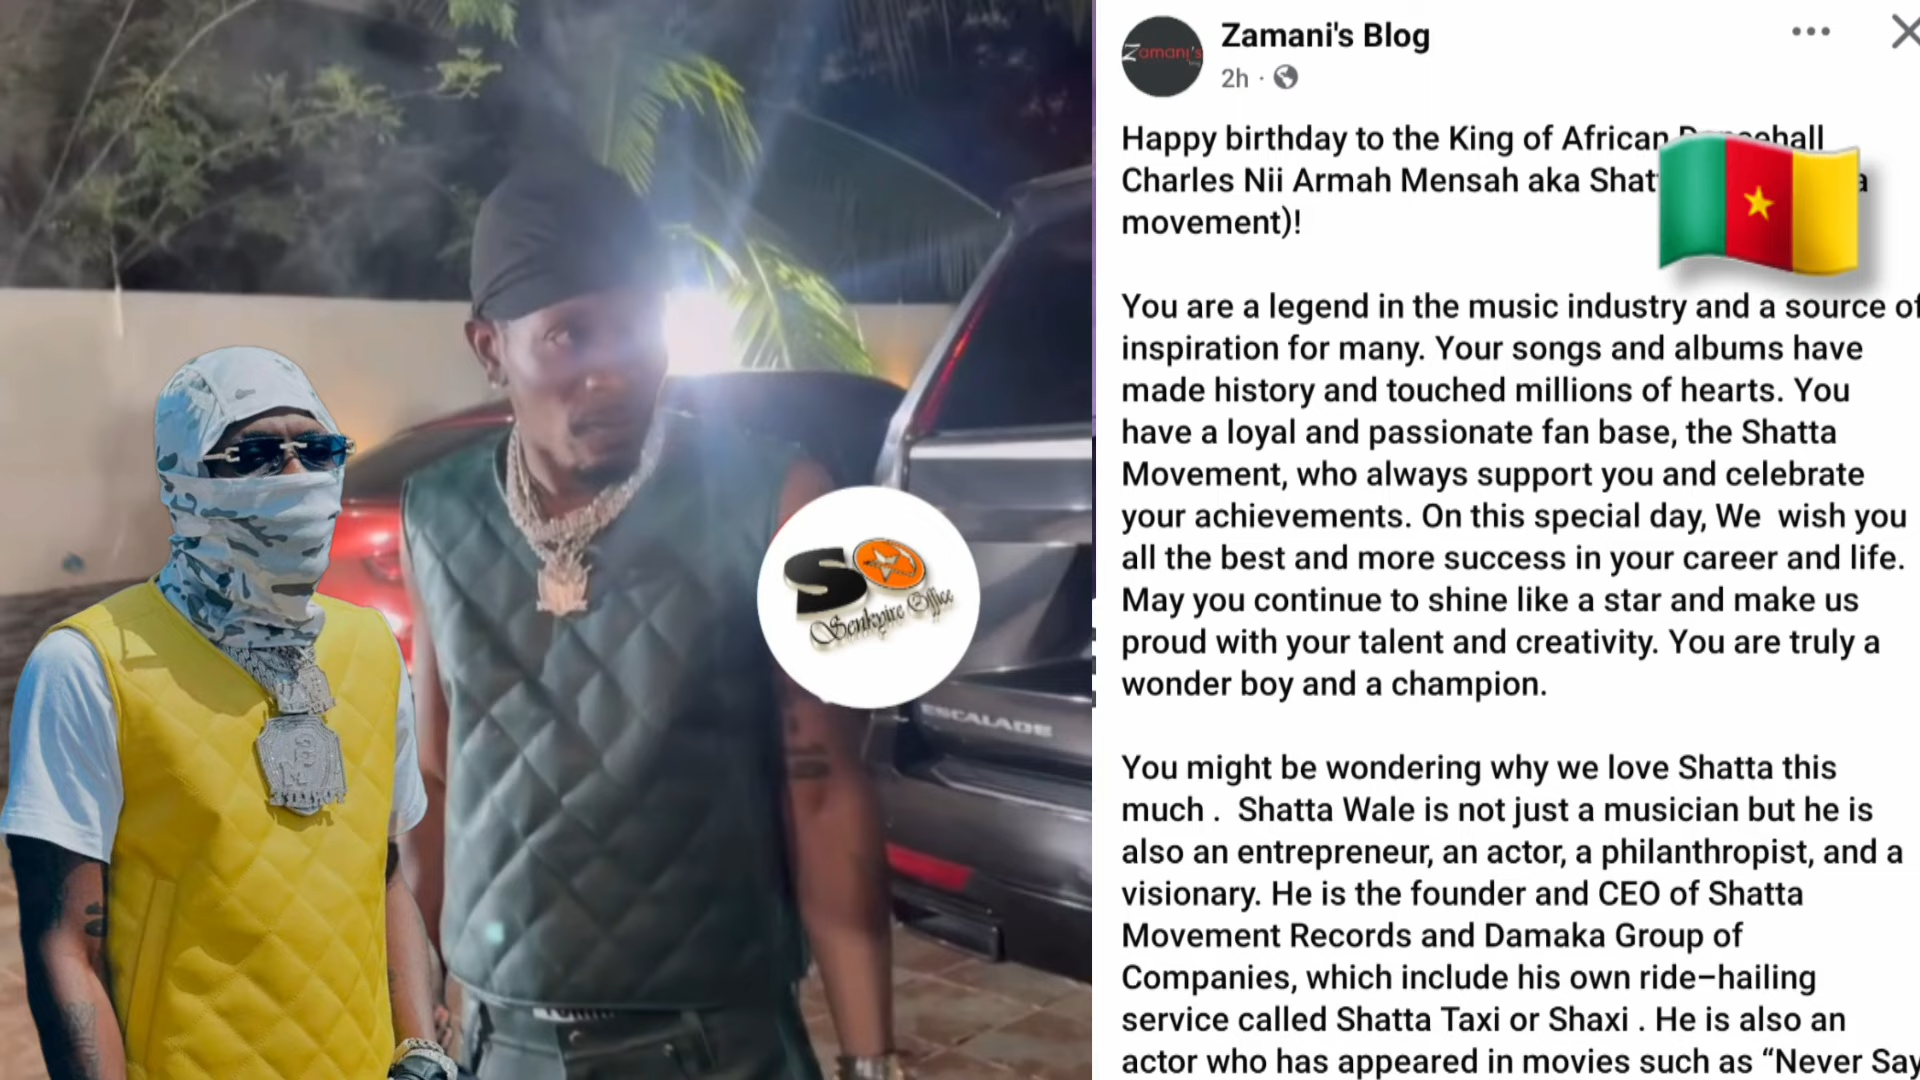 Zamani's Blog
Zamani's
blog
2h ·
Happy birthday to the King of African
Charles Nii Armah Mensah aka
movement)!
You are a legend in the music industry and a source of
inspiration for many. Your songs and albums have
made history and touched millions of hearts. You
have a loyal and passionate fan base, the Shatta
Movement, who always support you and celebrate
your achievements. On this special day, We  wish you
all the best and more success in your career and life.
May you continue to shine like a star and make us
proud with your talent and creativity. You are truly a
wonder boy and a champion.
You might be wondering why we love Shatta this
much .  Shatta Wale is not just a musician but he is
also an entrepreneur, an actor, a philanthropist, and a
visionary. He is the founder and CEO of Shatta
Movement Records and Damaka Group of
Companies, which include his own ride–hailing
service called Shatta Taxi or Shaxi . He is also an
actor who has appeared in movies such as “Never Say
SO
Senkyire Office
ESCALADE